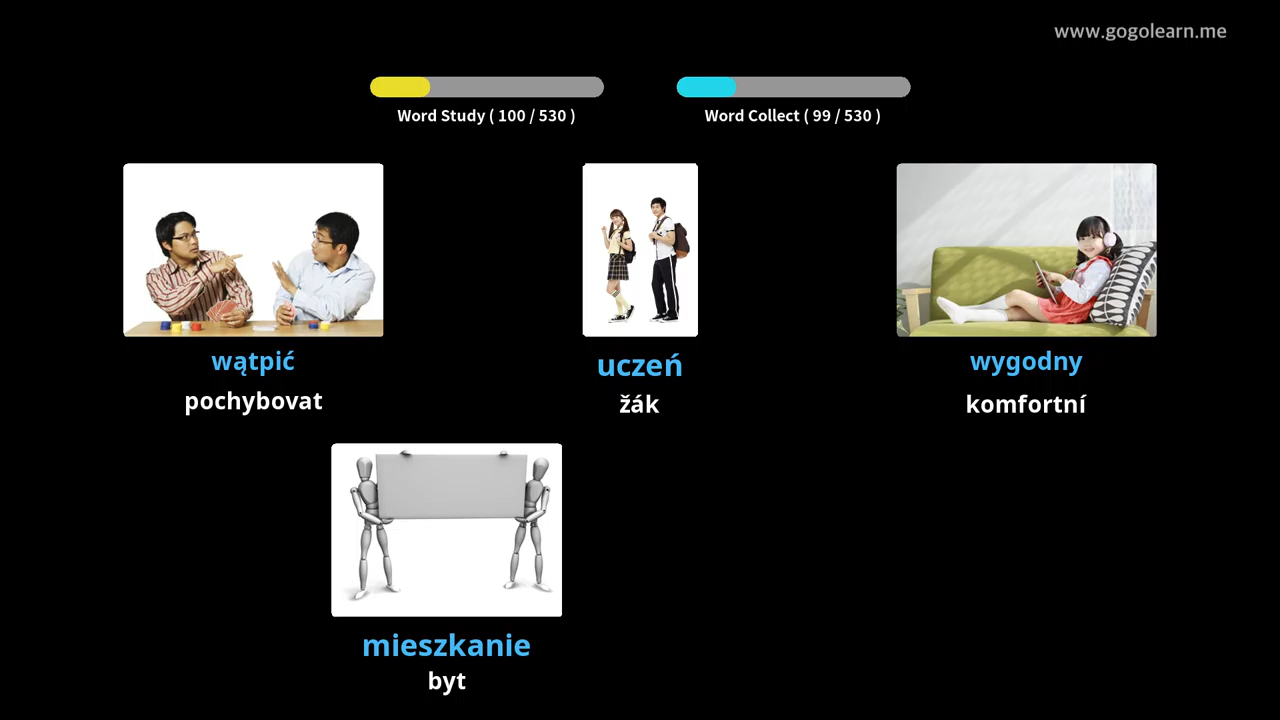 www.gogolearn.me
Word Study ( 100 / 530 )
Word Collect ( 99 / 530 )
wątpić
pochybovat
uczeń
žák
wygodny
komfortní
mieszkanie
byt